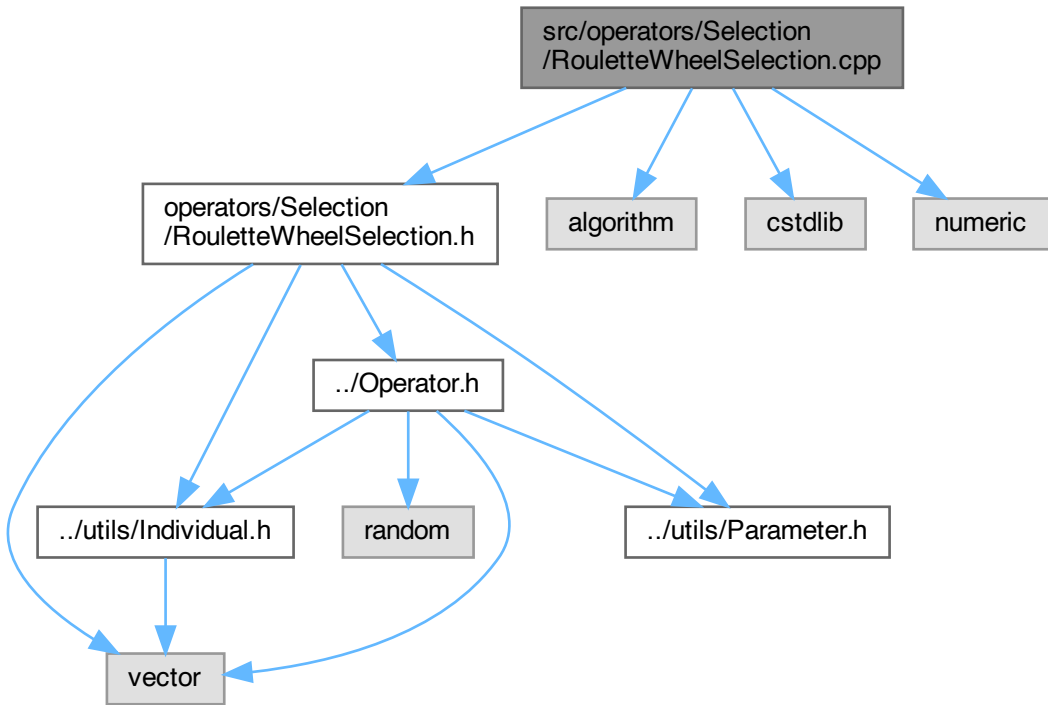 src/operators/Selection
/RouletteWheelSelection.cpp
operators/Selection
/RouletteWheelSelection.h
algorithm
cstdlib
numeric
../Operator.h
../utils/Individual.h
random
../utils/Parameter.h
vector